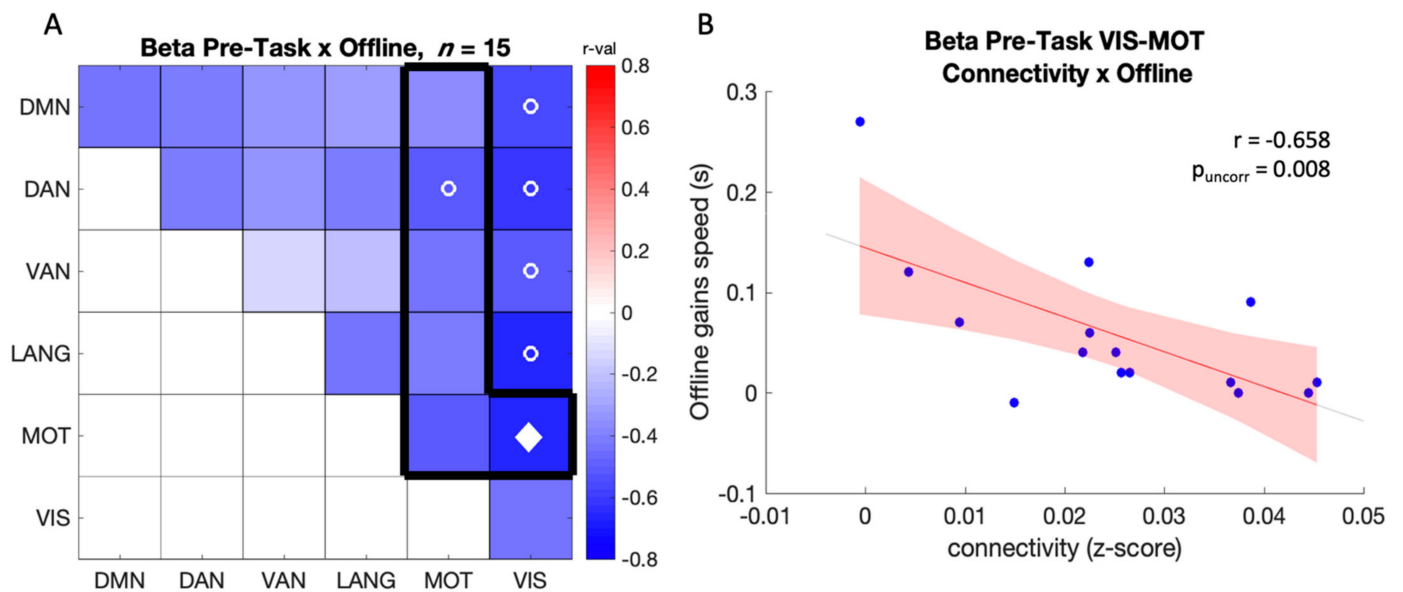 A
Beta Pre-Task x Offline, n = 15
r-val
DMN
DAN
VAN
LANG
MOT
VIS
DMN DAN VAN LANG MOT VIS
0.8
0.6
0.4
0.2
0
-0.2
-0.4
-0.6
-0.8
B
Beta Pre-Task VIS-MOT
Connectivity x Offline
r = -0.658
puncorr = 0.008
Offline gains speed (s)
0.3
0.2
0.1
0
-0.1
-0.01 0 0.01 0.02 0.03 0.04 0.05
connectivity (z-score)